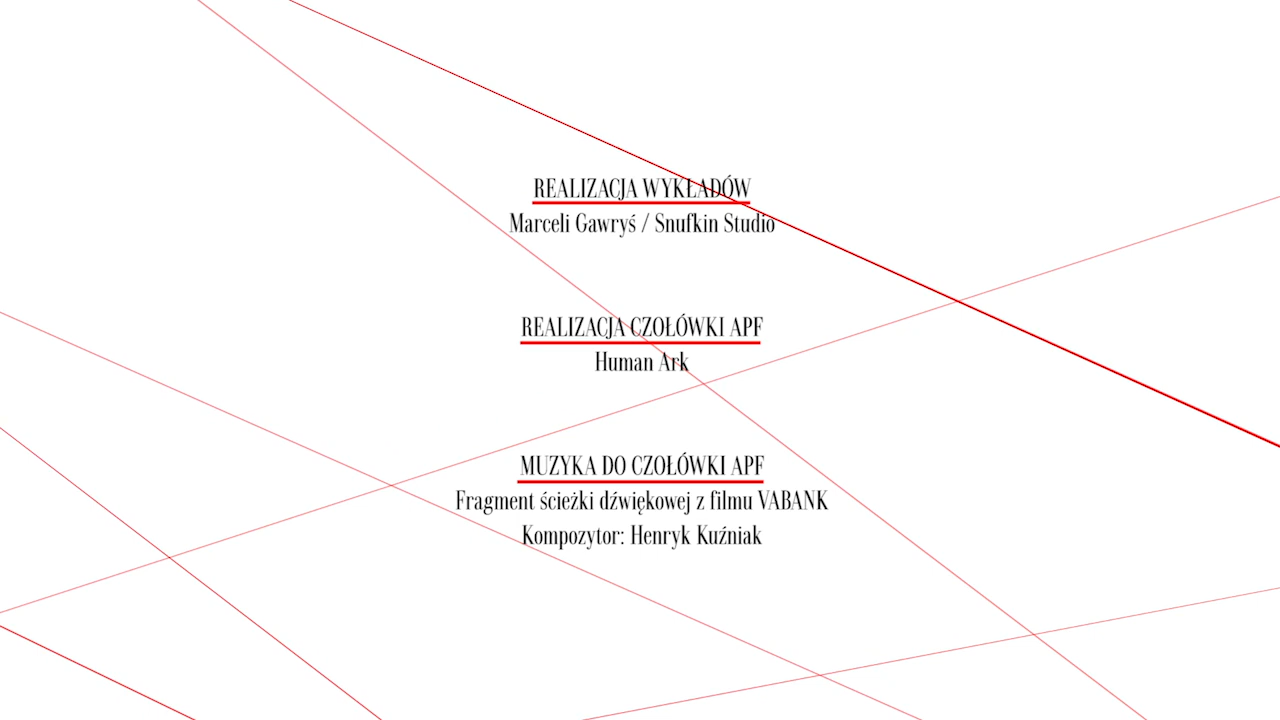 REALIZACJA WYKŁADÓW
Marceli Gawryś / Snufkin Studio
REALIZACJA CZOŁÓWKI APF
Human Ark
MUZYKA DO CZOŁÓWKI APF
Fragment ścieżki dźwiękowej z filmu VABANK
Kompozytor: Henryk Kuźniak